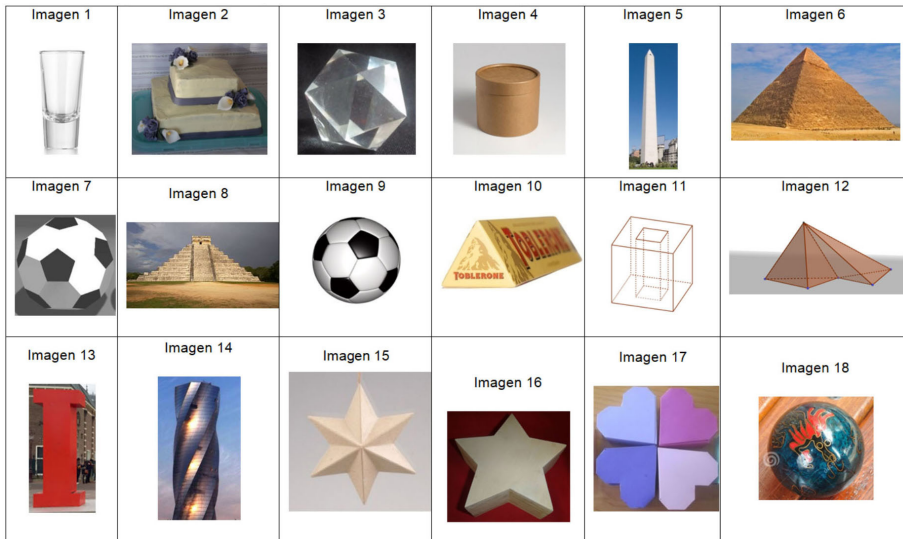 Imagen 1
Imagen 2
Imagen 3
Imagen 4
Imagen 5
Imagen 6
Imagen 7
Imagen 8
Imagen 9
Imagen 10
TOBLERONE
TOBLERONE
Imagen 11
Imagen 12
Imagen 13
I
Imagen 14
Imagen 15
Imagen 16
Imagen 17
Imagen 18